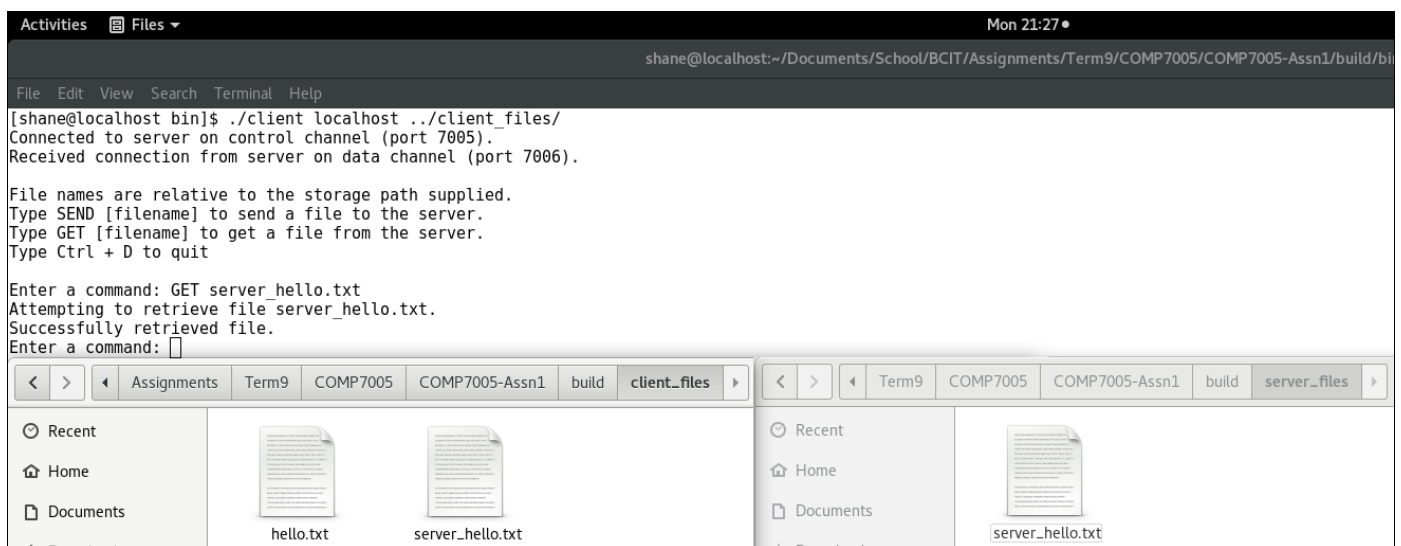 Activities Files Mon 21:27
shane@localhost:~/Documents/School/BCIT/Assignments/Term9/COMP7005/COMP7005-Assn1/build/bi
File Edit View Search Terminal Help
[shane@localhost bin]$ ./client localhost ../client_files/
Connected to server on control channel (port 7005).
Received connection from server on data channel (port 7006).
File names are relative to the storage path supplied.
Type SEND [filename] to send a file to the server.
Type GET [filename] to get a file from the server.
Type Ctrl + D to quit
Enter a command: GET server_hello.txt
Attempting to retrieve file server_hello.txt.
Successfully retrieved file.
Enter a command:
Assignments Term9 COMP7005 COMP7005-Assn1 build client_files
Recent
Home
Documents
hello.txt server_hello.txt
Term9 COMP7005 COMP7005-Assn1 build server_files
Recent
Home
Documents
server_hello.txt